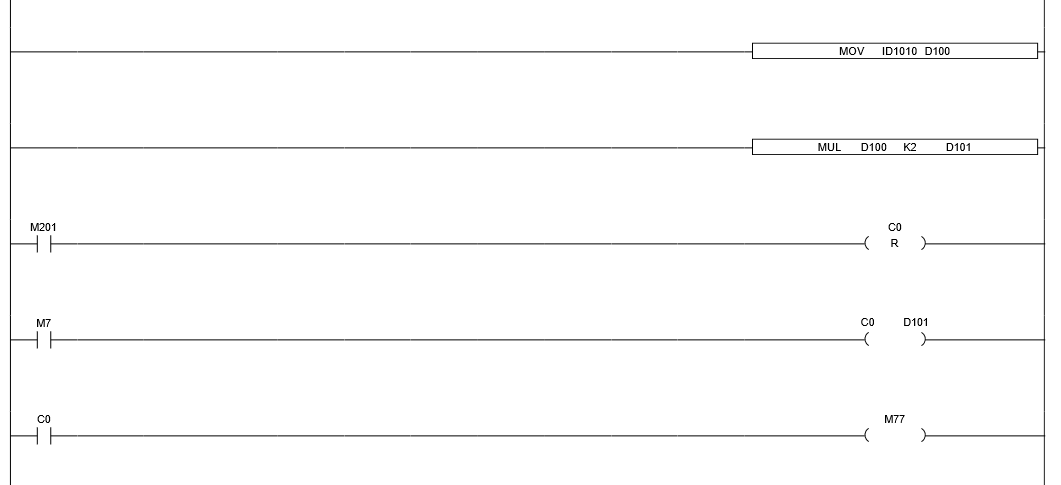 MOV ID1010 D100
MUL D100 K2 D101
M201 C0
R
M7 C0 D101
C0 M77